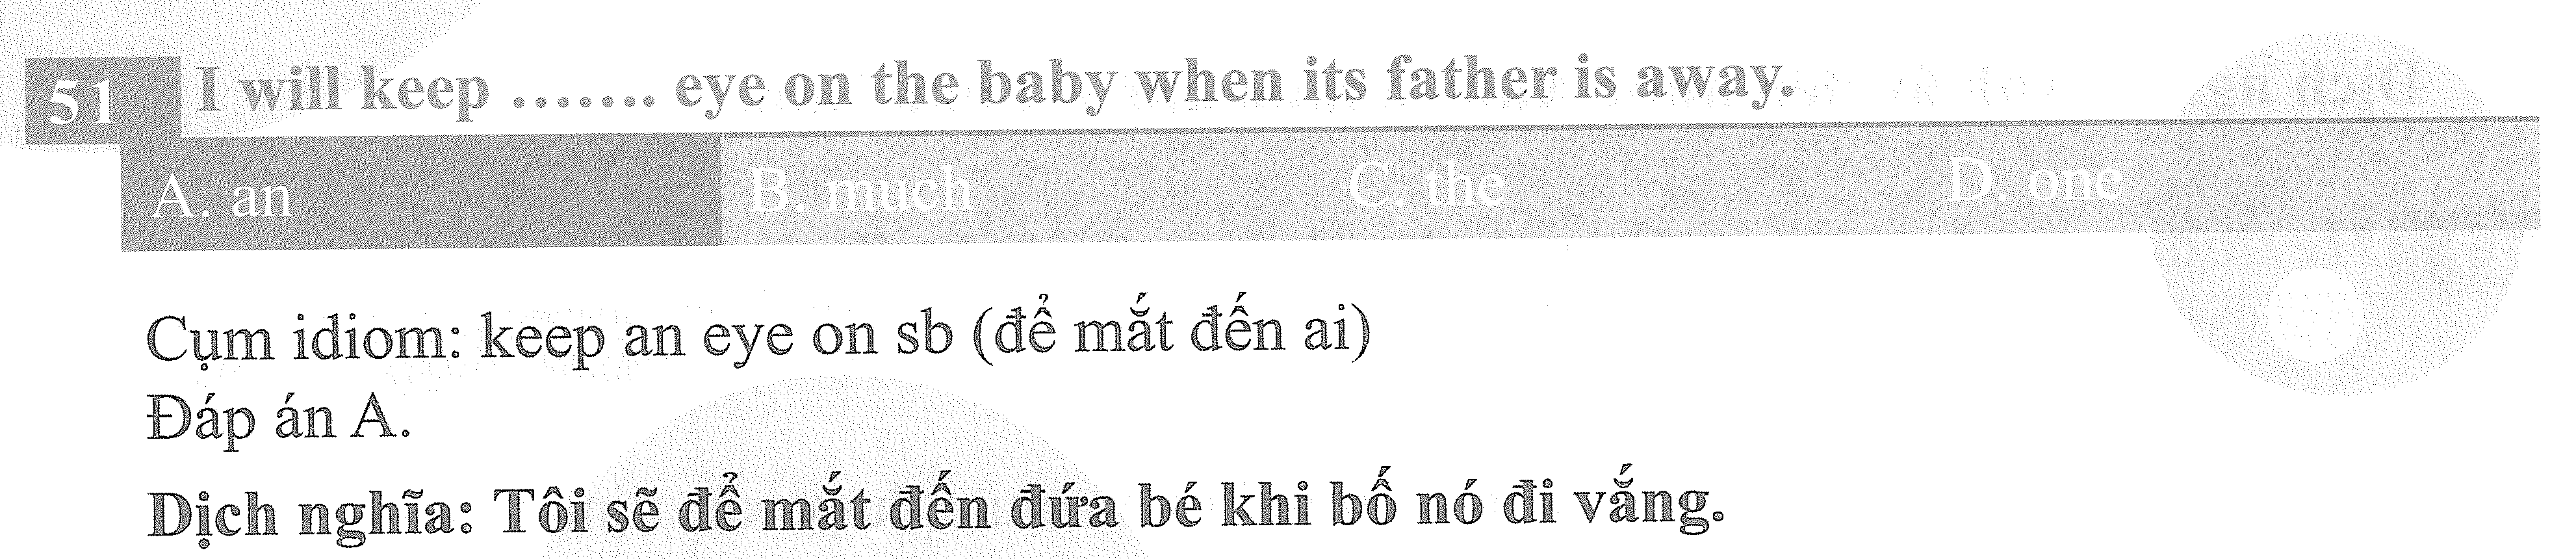 51 I will keep ....... eye on the baby when its father is away.
A. an B. much C. the D. one
Cụm idiom: keep an eye on sb (để mắt đến ai)
Đáp án A.
Dịch nghĩa: Tôi sẽ để mắt đến đứa bé khi bố nó đi vắng.